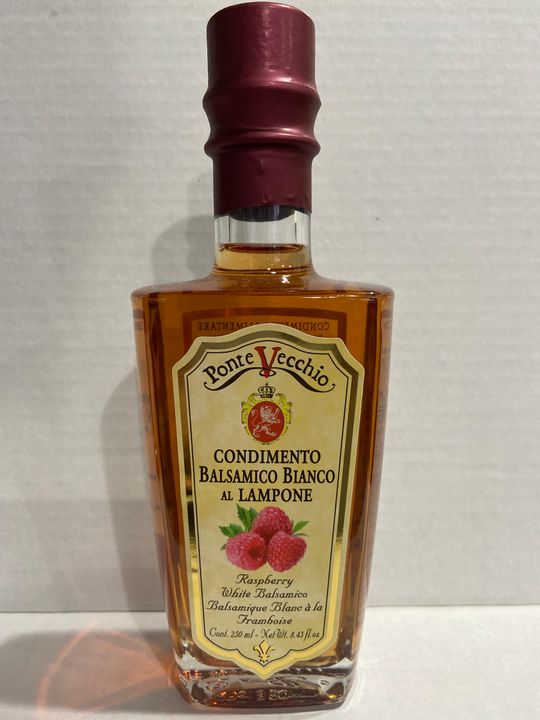 Ponte Vecchio
CONDIMENTO
BALSAMICO BIANCO
AL LAMPONE
Raspberry
White Balsamico
Balsamique Blanc à la
Framboise
Cont. 250 ml - Net Wt. 8.45 fl.oz